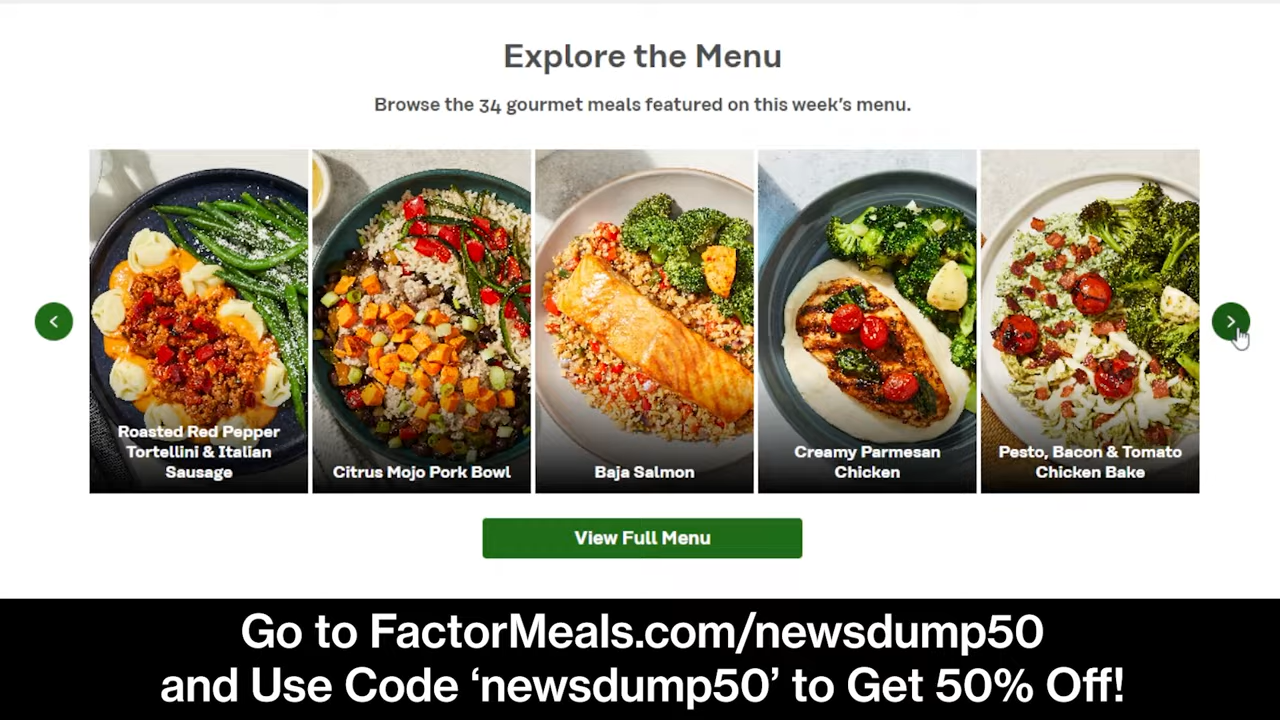 Explore the Menu
Browse the 34 gourmet meals featured on this week's menu.
Roasted Red Pepper
Tortellini & Italian
Sausage
Citrus Mojo Pork Bowl
Baja Salmon
Creamy Parmesan
Chicken
Pesto, Bacon & Tomato
Chicken Bake
View Full Menu
Go to FactorMeals.com/newsdump50
and Use Code ‘newsdump50’ to Get 50% Off!